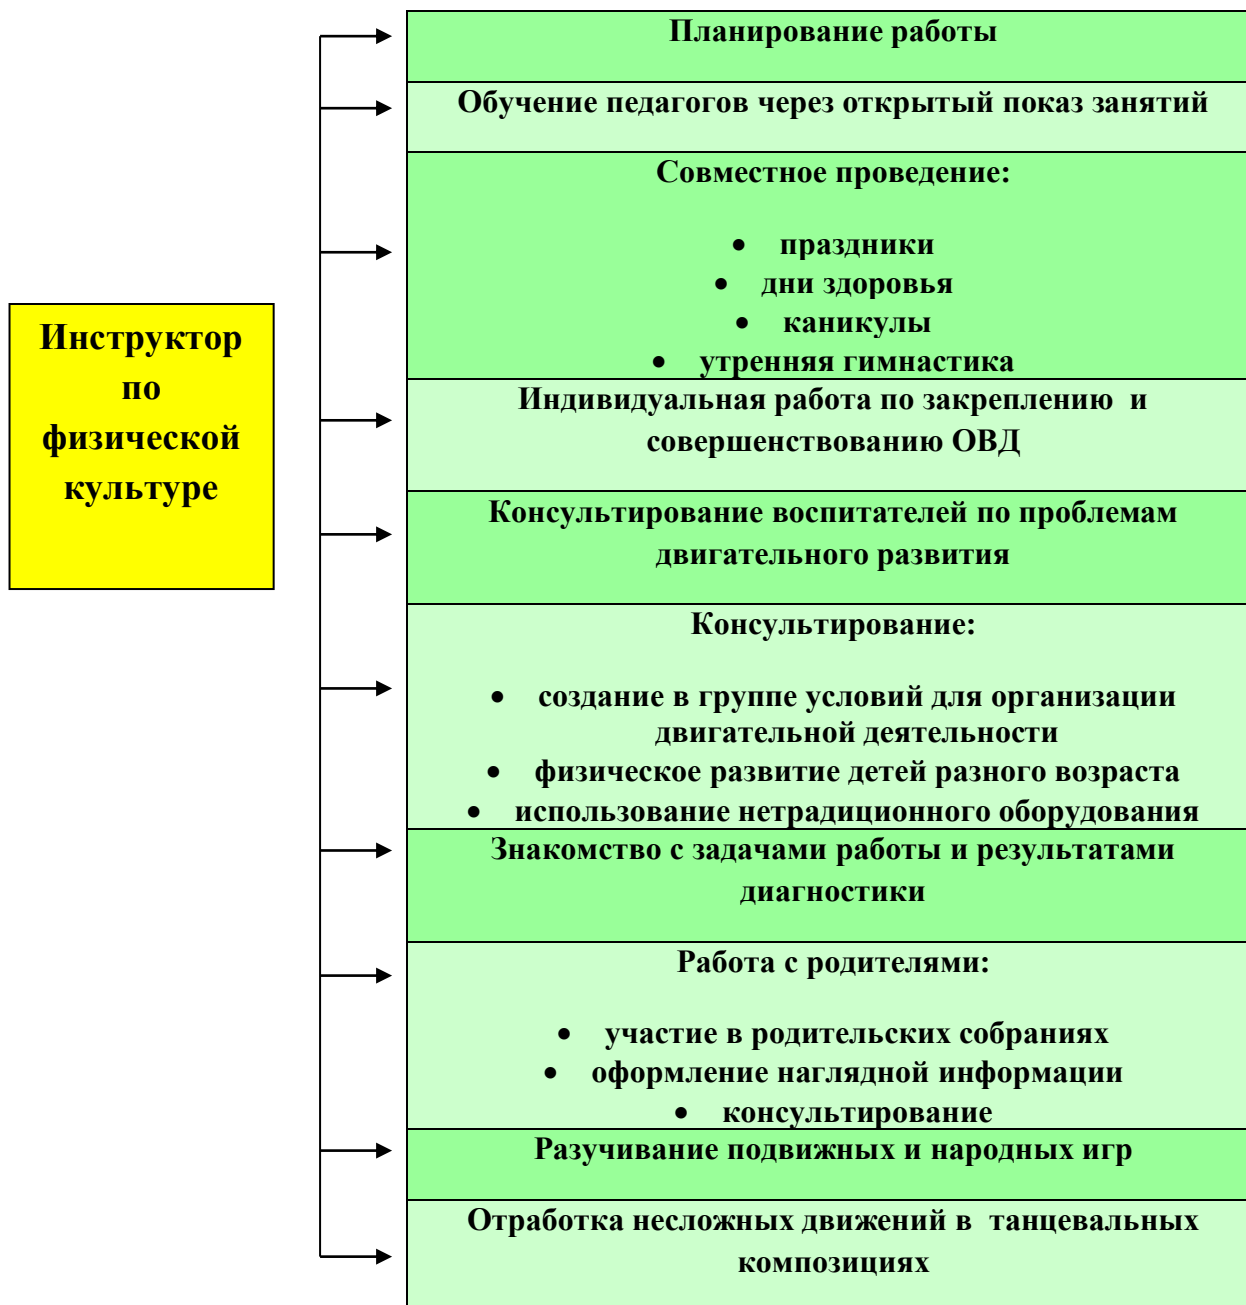 Инструктор
по
физической
культуре
Планирование работы
Обучение педагогов через открытый показ занятий
Совместное проведение:
• праздники
• дни здоровья
• каникулы
• утренняя гимнастика
Индивидуальная работа по закреплению и
совершенствованию ОВД
Консультирование воспитателей по проблемам
двигательного развития
Консультирование:
• создание в группе условий для организации
двигательной деятельности
• физическое развитие детей разного возраста
• использование нетрадиционного оборудования
Знакомство с задачами работы и результатами
диагностики
Работа с родителями:
• участие в родительских собраниях
• оформление наглядной информации
• консультирование
Разучивание подвижных и народных игр
Отработка несложных движений в танцевальных
композициях